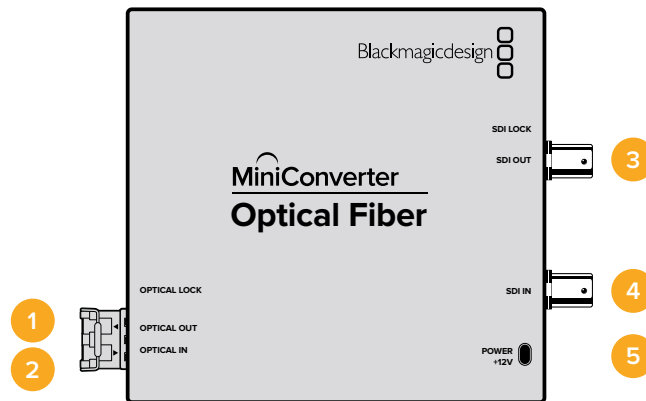 Blackmagicdesign
SDI LOCK
SDI OUT
3
MiniConverter
Optical Fiber
OPTICAL LOCK
SDI IN
4
1
OPTICAL OUT
2
OPTICAL IN
POWER
+12V
5